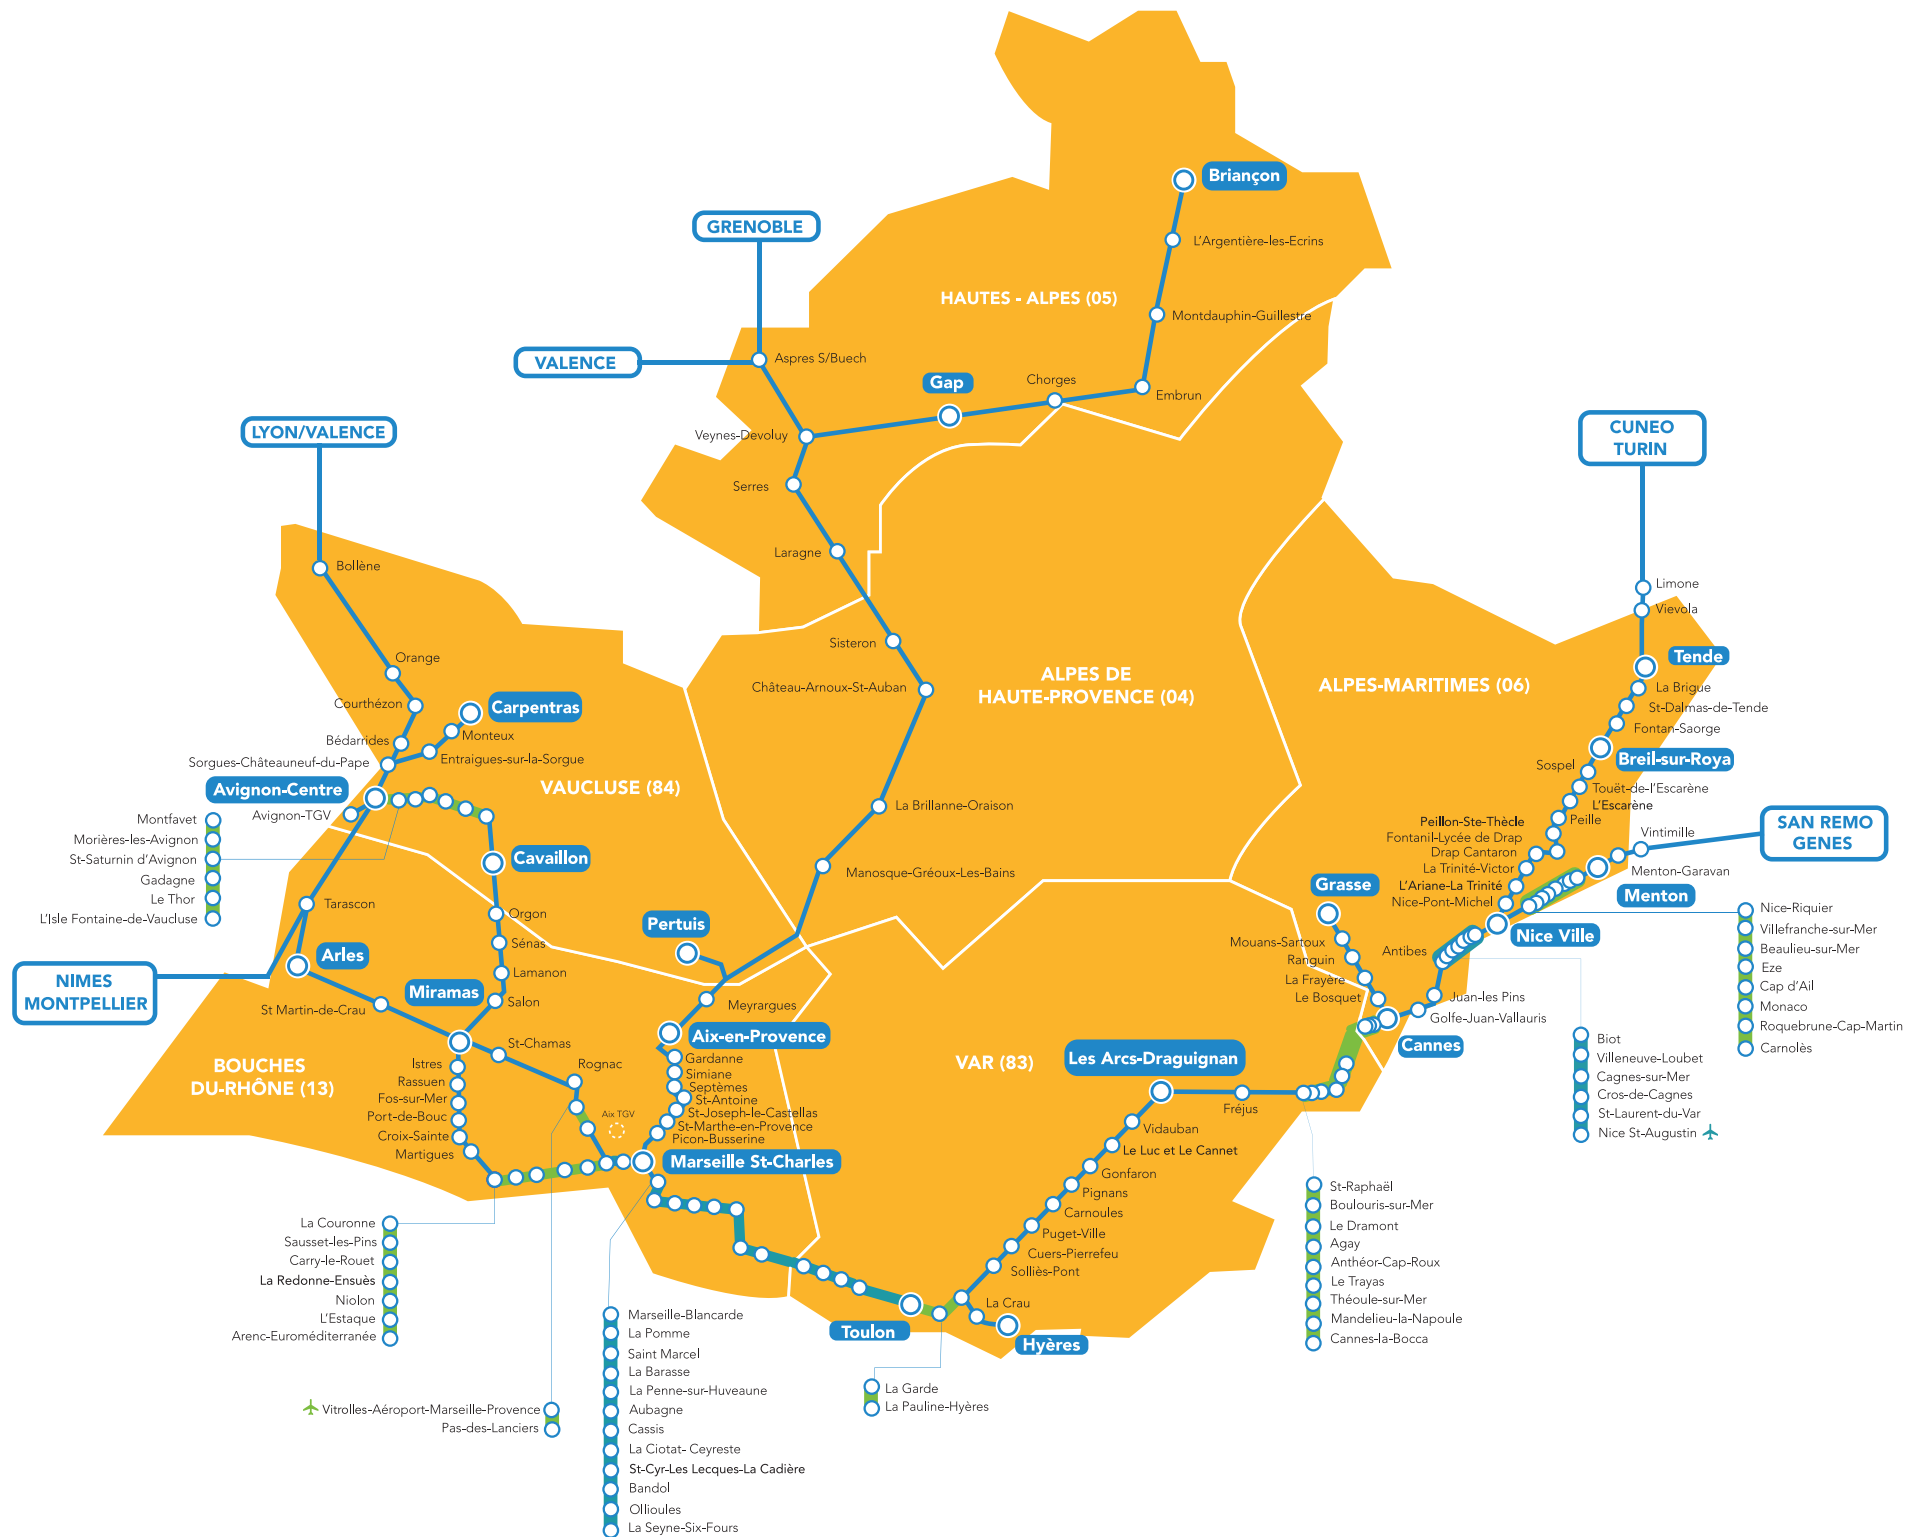 Briançon
GRENOBLE
L'Argentière-les-Ecrins
HAUTES - ALPES (05)
Montdauphin-Guillestre
VALENCE
Aspres S/Buech
Gap
Chorges
Embrun
LYON/VALENCE
Veynes-Devoluy
CUNEO
TURIN
Serres
Laragne
Bollène
Limone
Vievola
Sisteron
Orange
Tende
ALPES DE
HAUTE-PROVENCE (04)
ALPES-MARITIMES (06)
Château-Arnoux-St-Auban
La Brigue
Courthézon
Carpentras
St-Dalmas-de-Tende
Fontan-Saorge
Bédarrides
Monteux
Sorgues-Châteauneuf-du-Pape
Entraigues-sur-la-Sorgue
Breil-sur-Roya
Sospel
Avignon-Centre
VAUCLUSE (84)
Touët-de-l'Escarène
L'Escarène
La Brillanne-Oraison
Avignon-TGV
Peille
Peillon-Ste-Thècle
Fontanil-Lycée de Drap
Drap Cantaron
La Trinité-Victor
L'Ariane-La Trinité
Nice-Pont-Michel
Vintimille
SAN REMO
GENES
Menton-Garavan
Menton
Montfavet
Morières-les-Avignon
St-Saturnin d'Avignon
Gadagne
Le Thor
L'Isle Fontaine-de-Vaucluse
Cavaillon
Manosque-Gréoux-Les-Bains
Grasse
Tarascon
Orgon
Pertuis
Sénas
Mouans-Sartoux
Ranguin
La Frayère
Le Bosquet
Antibes
Nice Ville
Nice-Riquier
Villefranche-sur-Mer
Beaulieu-sur-Mer
Eze
Cap d'Ail
Monaco
Roquebrune-Cap-Martin
Carnolès
NIMES
MONTPELLIER
Arles
Lamanon
Miramas
Salon
St Martin-de-Crau
Meyrargues
Juan-les Pins
Golfe-Juan-Vallauris
Cannes
Aix-en-Provence
St-Chamas
Rognac
BOUCHES
DU-RHÔNE (13)
Istres
Rassuen
Fos-sur-Mer
Port-de-Bouc
Croix-Sainte
Martigues
Gardanne
Simiane
Septèmes
St-Antoine
St-Joseph-le-Castellas
St-Marthe-en-Provence
Picon-Busserine
Aix TGV
Marseille St-Charles
VAR (83)
Les Arcs-Draguignan
Fréjus
Vidauban
Le Luc et Le Cannet
Gonfaron
Pignans
Carnoules
Puget-Ville
Cuers-Pierrefeu
Solliès-Pont
La Crau
Toulon
Hyères
Biot
Villeneuve-Loubet
Cagnes-sur-Mer
Cros-de-Cagnes
St-Laurent-du-Var
Nice St-Augustin
St-Raphaël
Boulouris-sur-Mer
Le Dramont
Agay
Anthéor-Cap-Roux
Le Trayas
Théoule-sur-Mer
Mandelieu-la-Napoule
Cannes-la-Bocca
La Couronne
Sausset-les-Pins
Carry-le-Rouet
La Redonne-Ensuès
Niolon
L'Estaque
Arenc-Euroméditerranée
Vitrolles-Aéroport-Marseille-Provence
Pas-des-Lanciers
Marseille-Blancarde
La Pomme
Saint Marcel
La Barasse
La Penne-sur-Huveaune
Aubagne
Cassis
La Ciotat- Ceyreste
St-Cyr-Les Lecques-La Cadière
Bandol
Ollioules
La Seyne-Six-Fours
La Garde
La Pauline-Hyères